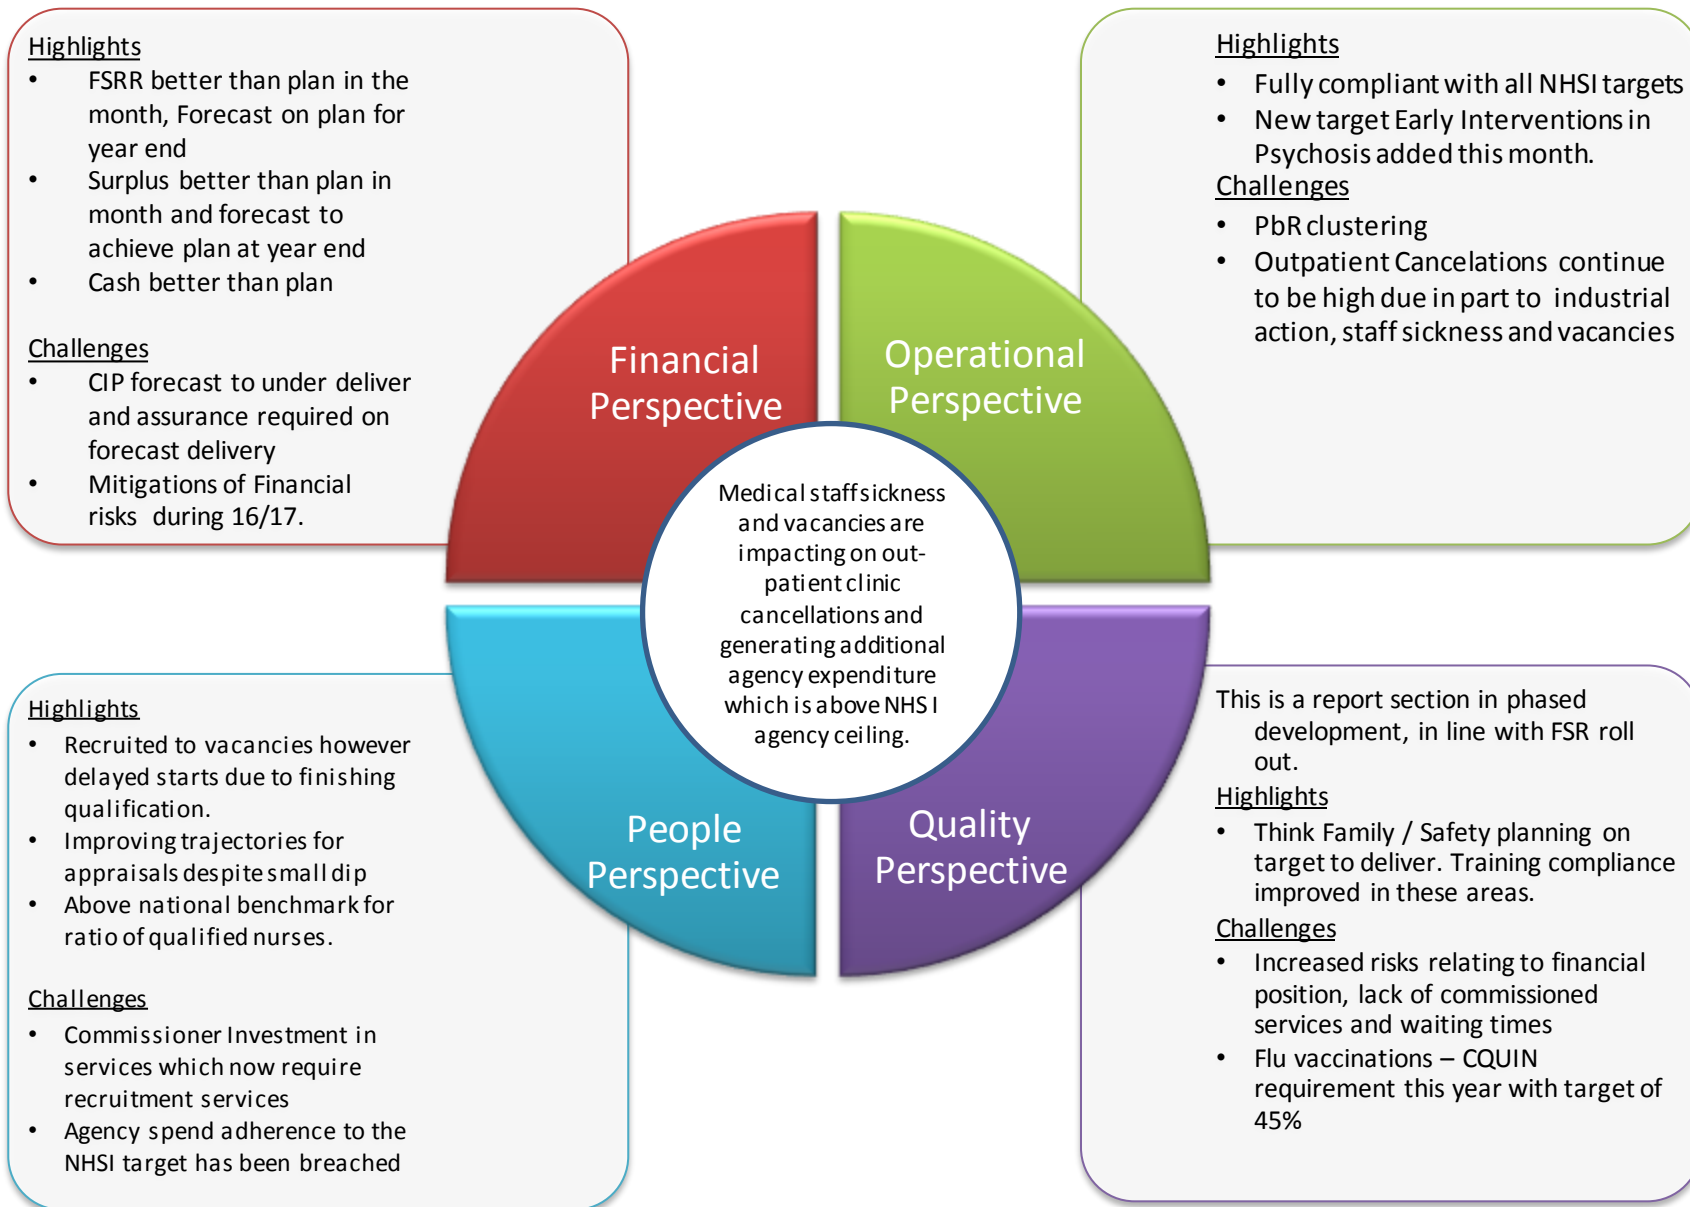 Highlights
• FSRR better than plan in the
month, Forecast on plan for
year end
• Surplus better than plan in
month and forecast to
achieve plan at year end
• Cash better than plan
Challenges
• CIP forecast to under deliver
and assurance required on
forecast delivery
• Mitigations of Financial
risks during 16/17.
Highlights
• Fully compliant with all NHSI targets
• New target Early Interventions in
Psychosis added this month.
Challenges
• PbR clustering
• Outpatient Cancelations continue
to be high due in part to industrial
action, staff sickness and vacancies
Financial
Perspective
Operational
Perspective
Medical staff sickness
and vacancies are
impacting on out-
patient clinic
cancellations and
generating additional
agency expenditure
which is above NHS I
agency ceiling.
People
Perspective
Quality
Perspective
Highlights
• Recruited to vacancies however
delayed starts due to finishing
qualification.
• Improving trajectories for
appraisals despite small dip
• Above national benchmark for
ratio of qualified nurses.
Challenges
• Commissioner Investment in
services which now require
recruitment services
• Agency spend adherence to the
NHSI target has been breached
This is a report section in phased
development, in line with FSR roll
out.
Highlights
• Think Family / Safety planning on
target to deliver. Training compliance
improved in these areas.
Challenges
• Increased risks relating to financial
position, lack of commissioned
services and waiting times
• Flu vaccinations – CQUIN
requirement this year with target of
45%